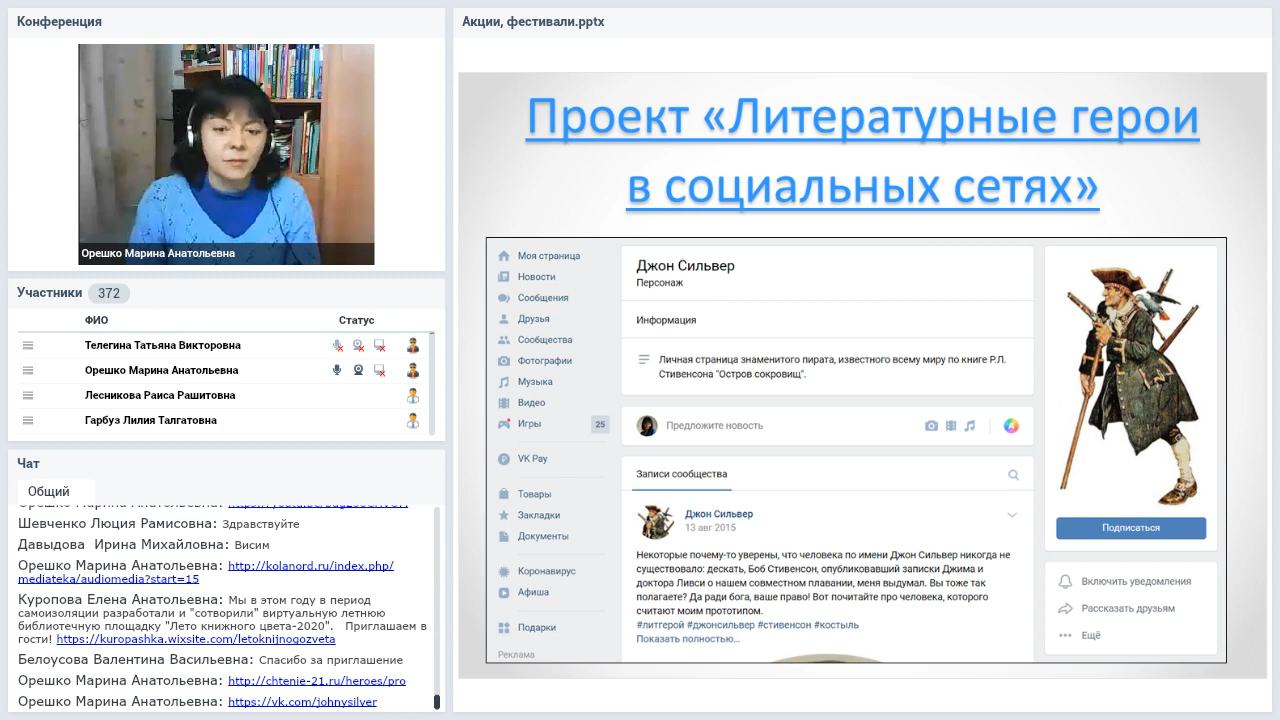 Конференция
Орешко Марина Анатольевна
Участники 372
ФИО Статус
Телегина Татьяна Викторовна
Орешко Марина Анатольевна
Лесникова Раиса Рашитовна
Гарбуз Лилия Талгатовна
Чат
Общий
Шевченко Люция Рамисовна: Здравствуйте
Давыдова Ирина Михайловна: Висим
Орешко Марина Анатольевна: http://kolanord.ru/index.php/
mediateka/audiomedia?start=15
Куропова Елена Анатольевна: Мы в этом году в период
самоизоляции разработали и "сотворили" виртуальную летнюю
библиотечную площадку "Лето книжного цвета-2020". Приглашаем в
гости! https://kuropashka.wixsite.com/letoknijnogozveta
Белоусова Валентина Васильевна: Спасибо за приглашение
Орешко Марина Анатольевна: http://chtenie-21.ru/heroes/pro
Орешко Марина Анатольевна: https://vk.com/johnysilver
Акции, фестивали.pptx
Проект «Литературные герои
в социальных сетях»
Моя страница
Новости
Сообщения
Друзья
Сообщества
Фотографии
Музыка
Видео
Игры 25
VK Pay
Товары
Закладки
Документы
Коронавирус
Афиша
Подарки
Реклама
Джон Сильвер
Персонаж
Информация
Личная страница знаменитого пирата, известного всему миру по книге Р.Л.
Стивенсона "Остров сокровищ".
Предложите новость
Записи сообщества
Джон Сильвер
13 авг 2015
Некоторые почему-то уверены, что человека по имени Джон Сильвер никогда не
существовало: дескать, Боб Стивенсон, опубликовавший записки Джима и
доктора Ливси о нашем совместном плавании, меня выдумал. Вы тоже так
полагаете? Да ради бога, ваше право! Вот почитайте про человека, которого
считают моим прототипом.
#литгерой #джонсильвер #стивенсон #костыль
Показать полностью…
Подписаться
Включить уведомления
Рассказать друзьям
Ещё